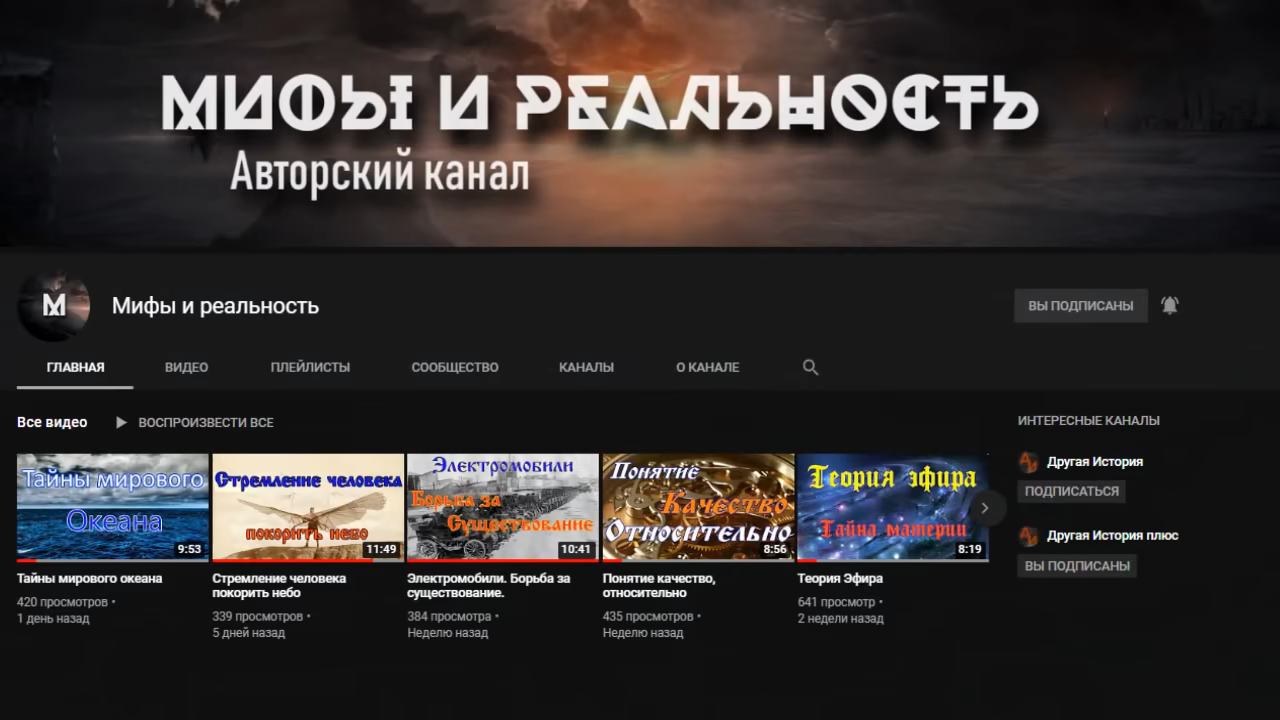 МИФЫ И РЕАЛЬНОСТЬ
Авторский канал
М
Мифы и реальность
ВЫ ПОДПИСАНЫ
ГЛАВНАЯ ВИДЕО ПЛЕЙЛИСТЫ СООБЩЕСТВО КАНАЛЫ О КАНАЛЕ
Все видео ВОСПРОИЗВЕСТИ ВСЕ
Тайны мирового
Океана
9:53
Тайны мирового океана
420 просмотров •
1 день назад
Стремление человека
покорить небо
11:49
Стремление человека
покорить небо
339 просмотров •
5 дней назад
Электромобили
Борьба за
Существование
10:41
Электромобили. Борьба за
существование.
384 просмотра •
Неделю назад
Понятие
Качество
Относительно
8:56
Понятие качество,
относительно
435 просмотров •
Неделю назад
Теория эфира
Тайна материи
8:19
Теория Эфира
641 просмотр •
2 недели назад
ИНТЕРЕСНЫЕ КАНАЛЫ
Другая История
ПОДПИСАТЬСЯ
Другая История плюс
ВЫ ПОДПИСАНЫ